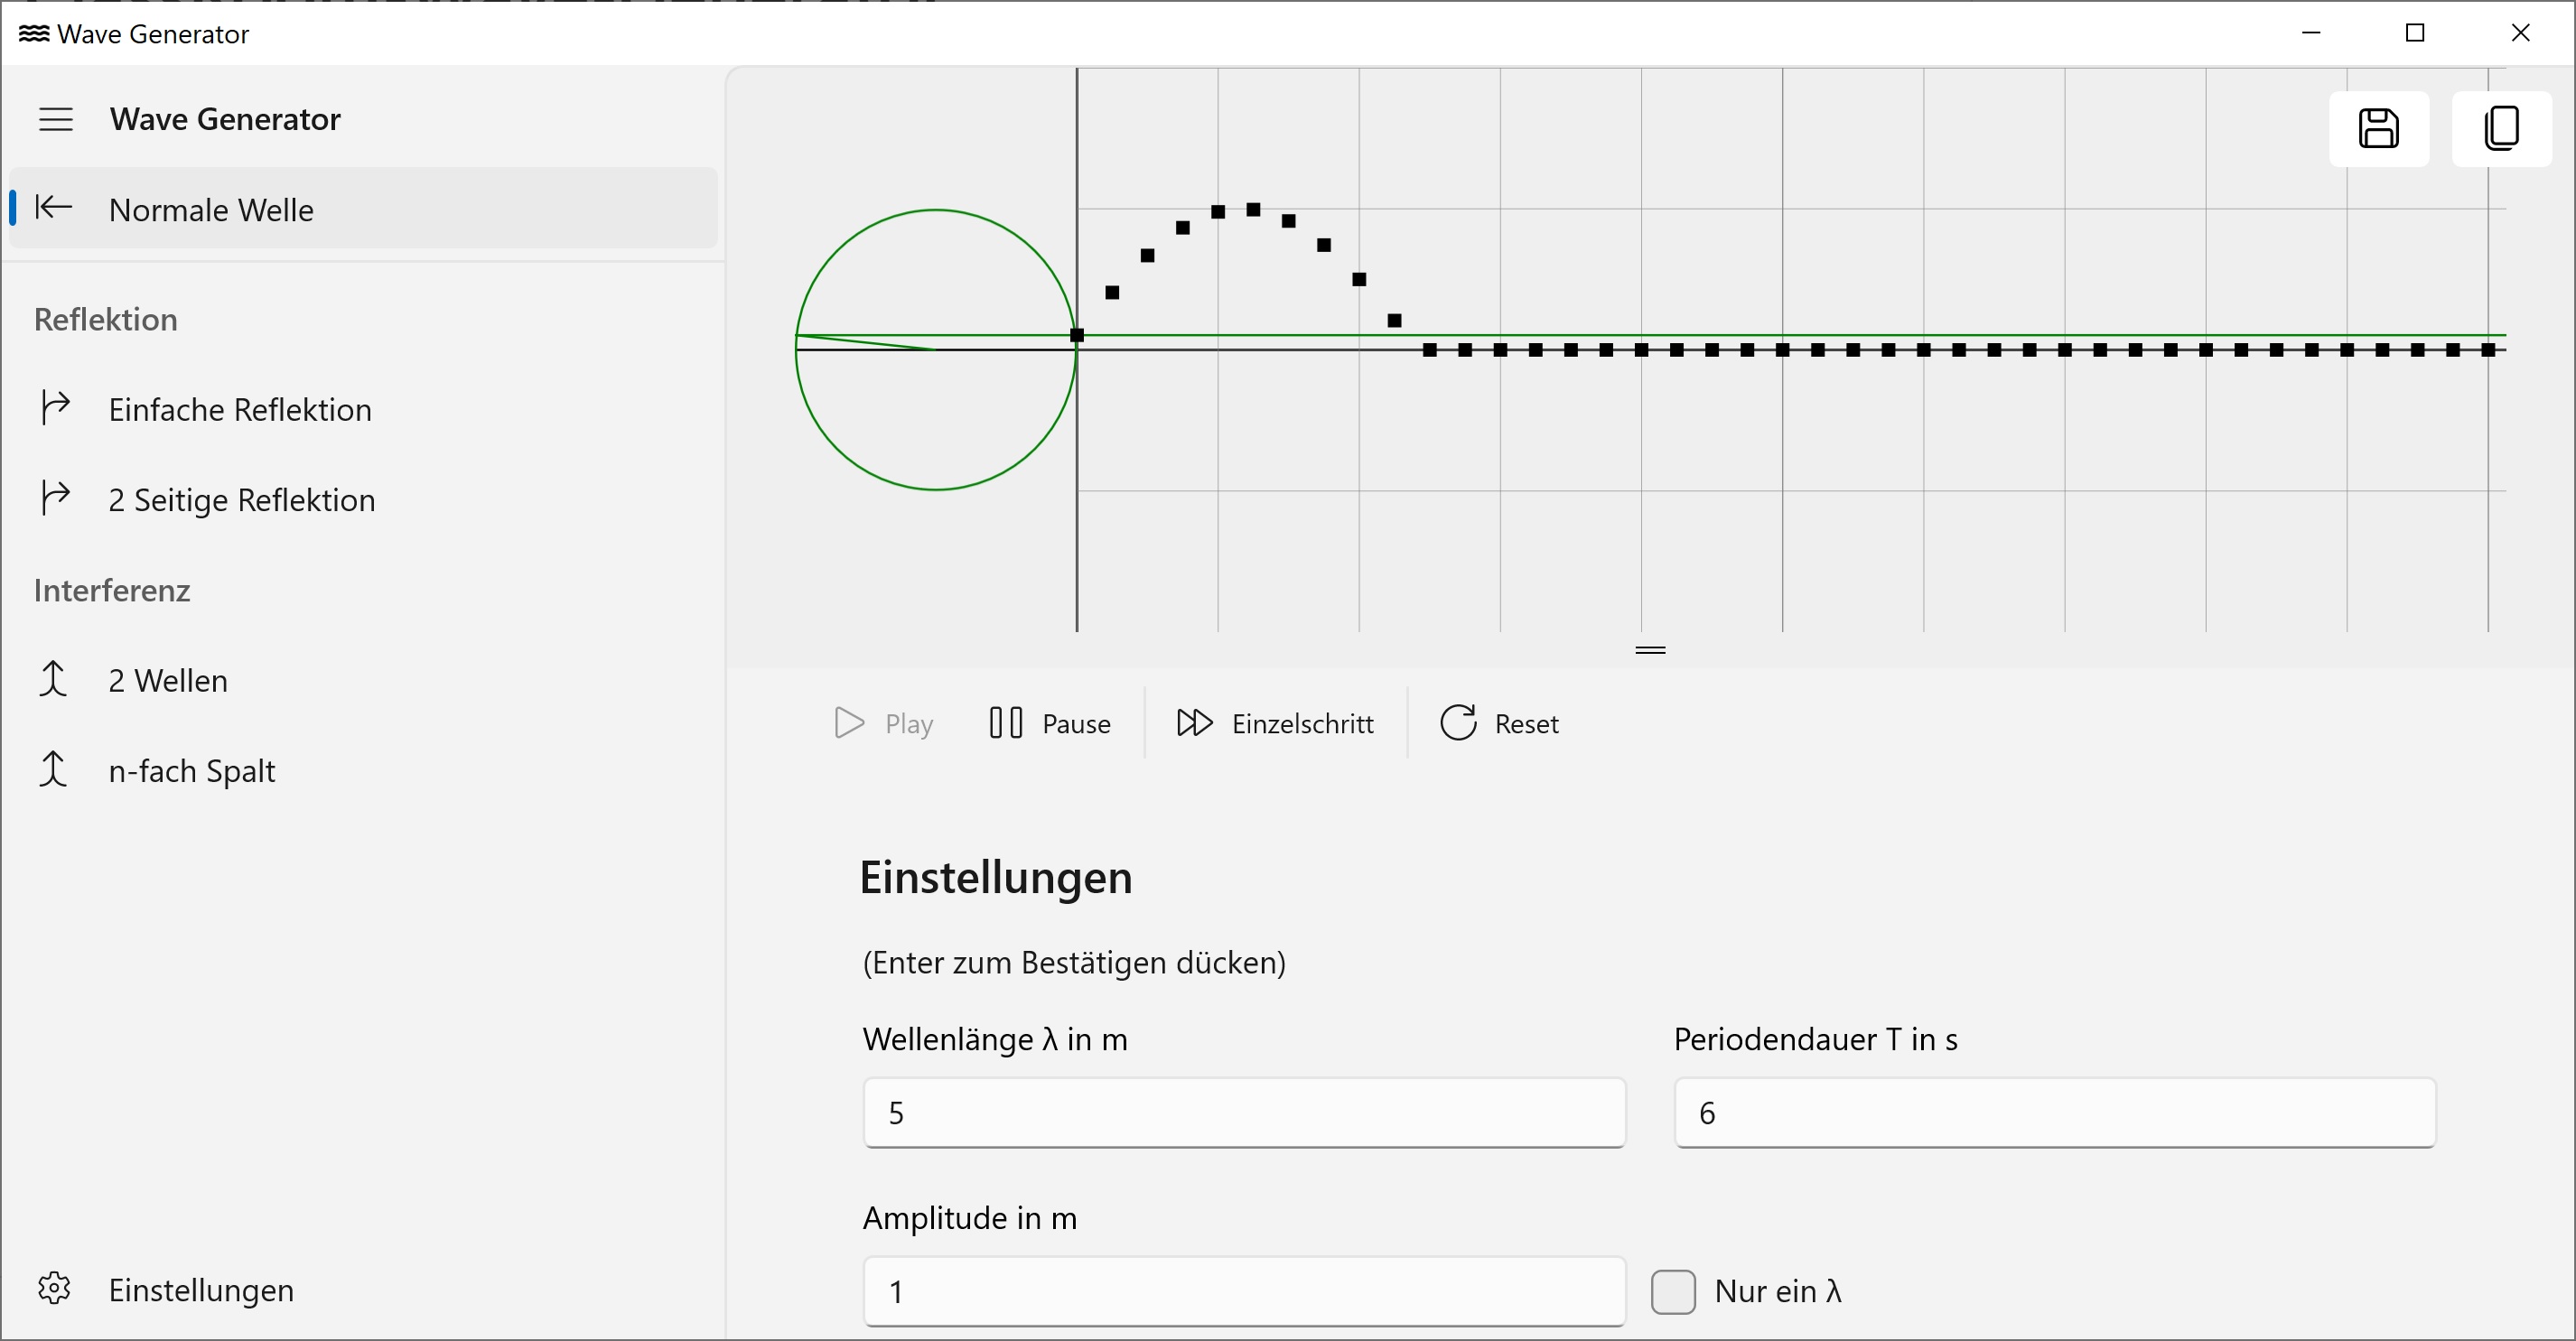 Wave Generator
Wave Generator
Normale Welle
Reflektion
Einfache Reflektion
2 Seitige Reflektion
Interferenz
2 Wellen
n-fach Spalt
Einstellungen
Play Pause Einzelschritt Reset
Einstellungen
(Enter zum Bestätigen dücken)
Wellenlänge λ in m Periodendauer T in s
5 6
Amplitude in m
1 Nur ein λ